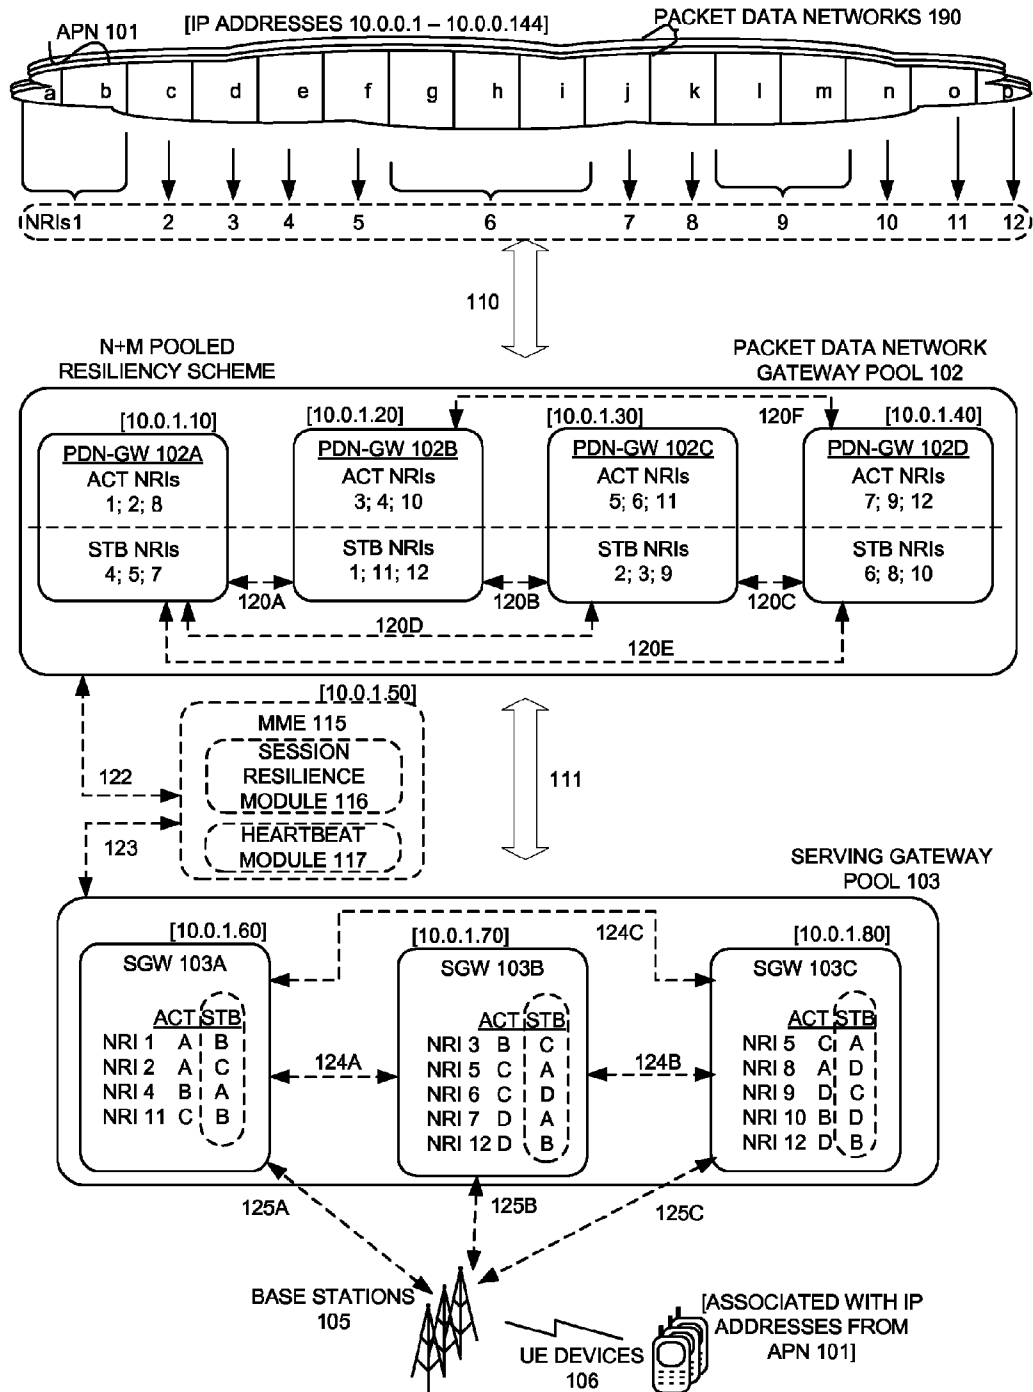 PACKET DATA NETWORKS 190
[IP ADDRESSES 10.0.0.1 – 10.0.0.144]
APN 101
a b c d e f g h i j k l m n o p
NRIs 1 2 3 4 5 6 7 8 9 10 11 12
110
N+M POOLED
RESILIENCY SCHEME
PACKET DATA NETWORK
GATEWAY POOL 102
120F
[10.0.1.10]
PDN-GW 102A
ACT NRIs
1; 2; 8
STB NRIs
4; 5; 7
[10.0.1.20]
PDN-GW 102B
ACT NRIs
3; 4; 10
STB NRIs
1; 11; 12
[10.0.1.30]
PDN-GW 102C
ACT NRIs
5; 6; 11
STB NRIs
2; 3; 9
[10.0.1.40]
PDN-GW 102D
ACT NRIs
7; 9; 12
STB NRIs
6; 8; 10
120A
120B
120C
120D
120E
[10.0.1.50]
MME 115
SESSION
RESILIENCE
MODULE 116
HEARTBEAT
MODULE 117
122
123
111
SERVING GATEWAY
POOL 103
[10.0.1.60]
SGW 103A
ACT STB
NRI 1 A B
NRI 2 A C
NRI 4 B A
NRI 11 C B
[10.0.1.70]
SGW 103B
ACT STB
NRI 3 B C
NRI 5 C A
NRI 6 C D
NRI 7 D A
NRI 12 D B
[10.0.1.80]
SGW 103C
ACT STB
NRI 5 C A
NRI 8 A D
NRI 9 D C
NRI 10 B D
NRI 12 D B
124C
124A
124B
125A
125B
125C
BASE STATIONS
105
UE DEVICES
106
[ASSOCIATED WITH IP
ADDRESSES FROM
APN 101]